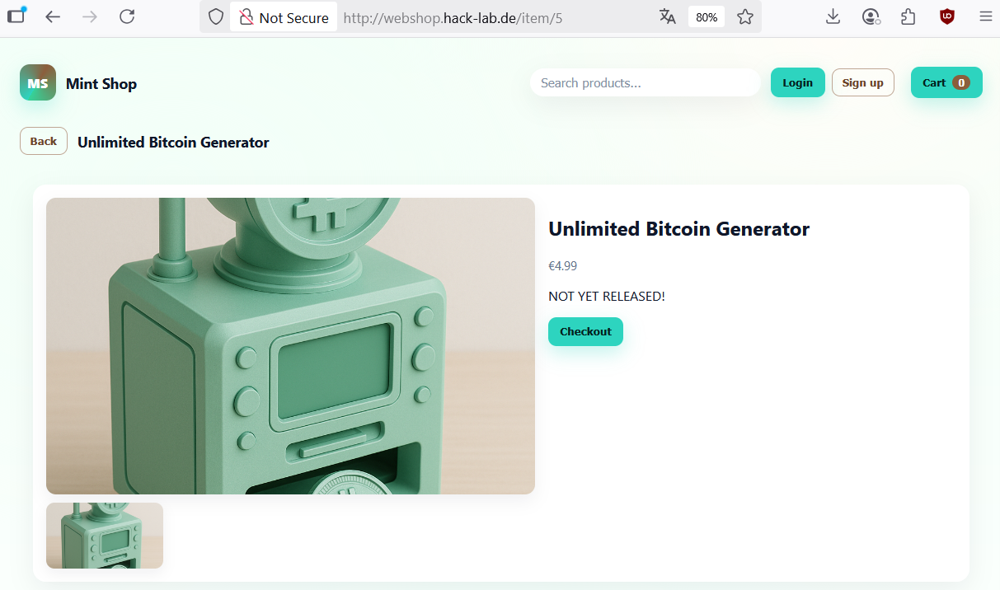 Not Secure
http://webshop.hack-lab.de/item/5
80%
MS
Mint Shop
Search products...
Login
Sign up
Cart 0
Back
Unlimited Bitcoin Generator
Unlimited Bitcoin Generator
€4.99
NOT YET RELEASED!
Checkout